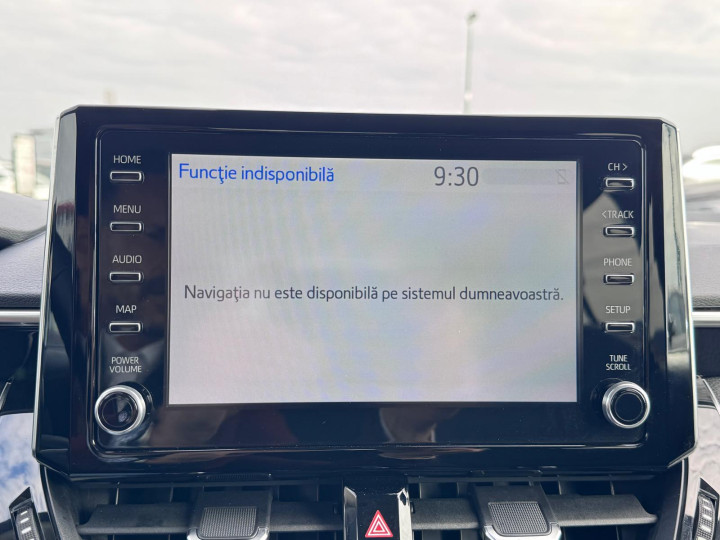 HOME
MENU
AUDIO
MAP
POWER
VOLUME
Funcţie indisponibilă 9:30
Navigaţia nu este disponibilă pe sistemul dumneavoastră.
CH >
<TRACK
PHONE
SETUP
TUNE
SCROLL